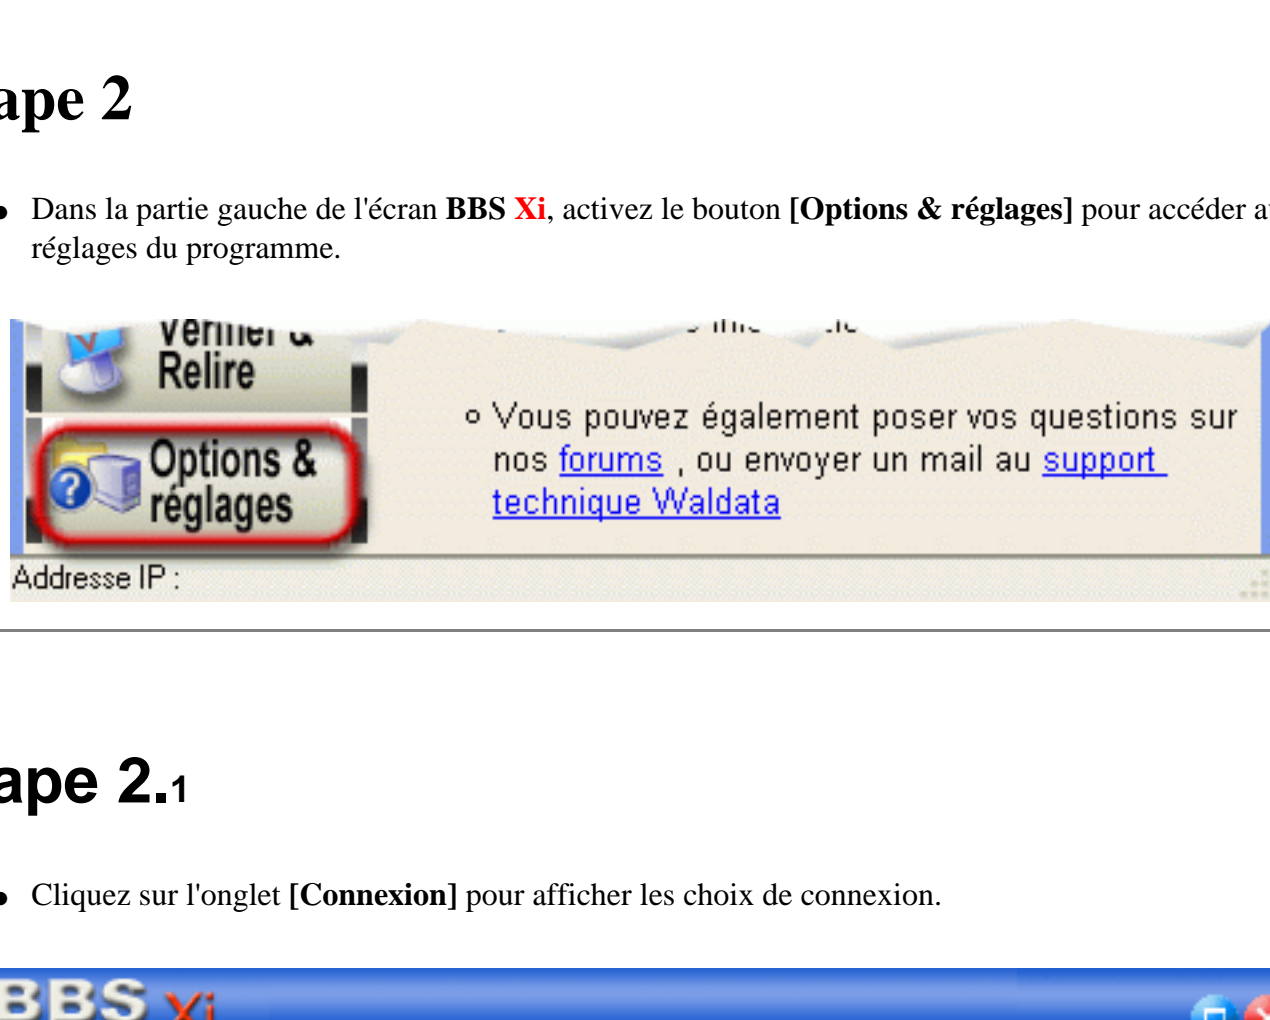 ape 2
• Dans la partie gauche de l'écran BBS Xi, activez le bouton [Options & réglages] pour accéder a
réglages du programme.
Vérifier &
Relire
Options &
réglages
Vous pouvez également poser vos questions sur
nos forums , ou envoyer un mail au support
technique Waldata
Addresse IP :
ape 2.1
• Cliquez sur l'onglet [Connexion] pour afficher les choix de connexion.
BBS Xi